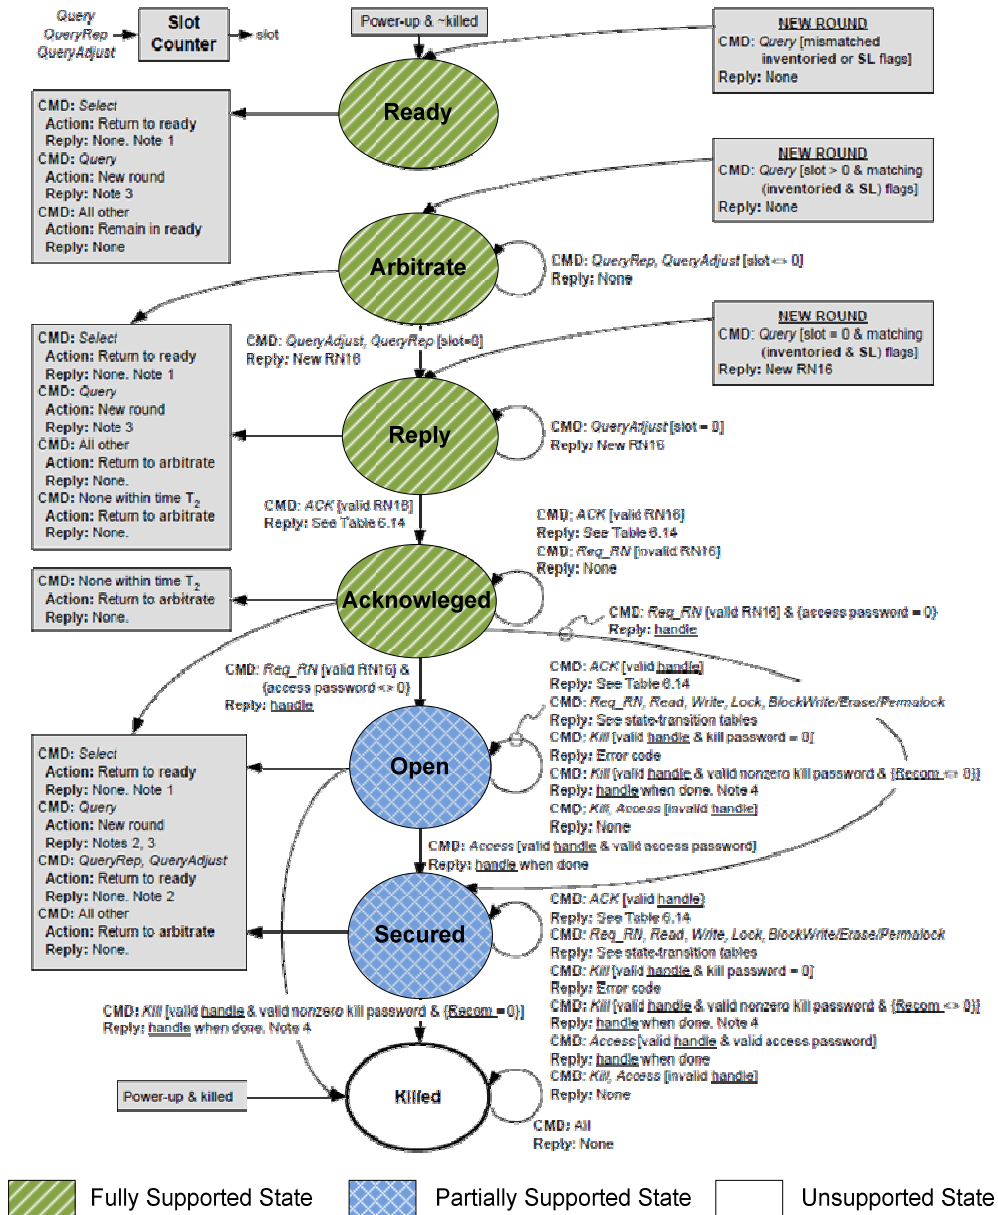 Query
QueryRep
QueryAdjust
Slot
Counter
slot
Power-up & ~killed
NEW ROUND
CMD: Query [mismatched
inventoried or SL flags]
Reply: None
Ready
CMD: Select
Action: Return to ready
Reply: None. Note 1
CMD: Query
Action: New round
Reply: Note 3
CMD: All other
Action: Remain in ready
Reply: None
NEW ROUND
CMD: Query [slot > 0 & matching
(inventoried & SL) flags]
Reply: None
Arbitrate
CMD: QueryRep, QueryAdjust [slot <> 0]
Reply: None
CMD: Select
Action: Return to ready
Reply: None. Note 1
CMD: Query
Action: New round
Reply: Note 3
CMD: All other
Action: Return to arbitrate
Reply: None.
CMD: None within time T2
Action: Return to arbitrate
Reply: None.
CMD: QueryAdjust, QueryRep [slot=0]
Reply: New RN16
NEW ROUND
CMD: Query [slot = 0 & matching
(inventoried & SL) flags]
Reply: New RN16
Reply
CMD: QueryAdjust [slot = 0]
Reply: New RN16
CMD: ACK [valid RN16]
Reply: See Table 6.14
CMD: ACK [valid RN16]
Reply: See Table 6.14
CMD: Req_RN [invalid RN16]
Reply: None
CMD: None within time T2
Action: Return to arbitrate
Reply: None.
Acknowleged
CMD: Req_RN [valid RN16] & {access password = 0}
Reply: handle
CMD: Req_RN [valid RN16] &
{access password <> 0}
Reply: handle
CMD: ACK [valid handle]
Reply: See Table 6.14
CMD: Req_RN, Read, Write, Lock, BlockWrite/Erase/Permalock
Reply: See state-transition tables
CMD: Kill [valid handle & kill password = 0]
Reply: Error code
CMD: Kill [valid handle & valid nonzero kill password & {Recom <> 0}]
Reply: handle when done. Note 4
CMD: Kill, Access [invalid handle]
Reply: None
Open
CMD: Select
Action: Return to ready
Reply: None. Note 1
CMD: Query
Action: New round
Reply: Notes 2, 3
CMD: QueryRep, QueryAdjust
Action: Return to ready
Reply: None. Note 2
CMD: All other
Action: Return to arbitrate
Reply: None.
CMD: Access [valid handle & valid access password]
Reply: handle when done
Secured
CMD: ACK [valid handle]
Reply: See Table 6.14
CMD: Req_RN, Read, Write, Lock, BlockWrite/Erase/Permalock
Reply: See state-transition tables
CMD: Kill [valid handle & kill password = 0]
Reply: Error code
CMD: Kill [valid handle & valid nonzero kill password & {Recom <> 0}]
Reply: handle when done. Note 4
CMD: Access [valid handle & valid access password]
Reply: handle when done
CMD: Kill, Access [invalid handle]
Reply: None
CMD: Kill [valid handle & valid nonzero kill password & {Recom = 0}]
Reply: handle when done. Note 4
Power-up & killed
Killed
CMD: All
Reply: None
Fully Supported State
Partially Supported State
Unsupported State